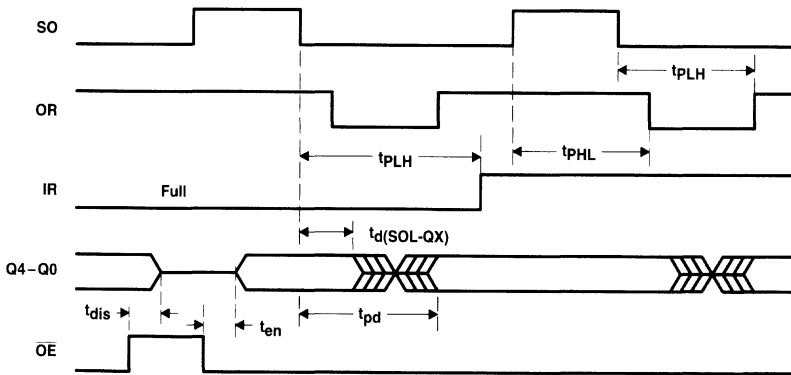 SO
tPLH
OR
tPLH
tPHL
IR
Full
td(SOL-QX)
Q4–Q0
tdis
ten
tpd
OE